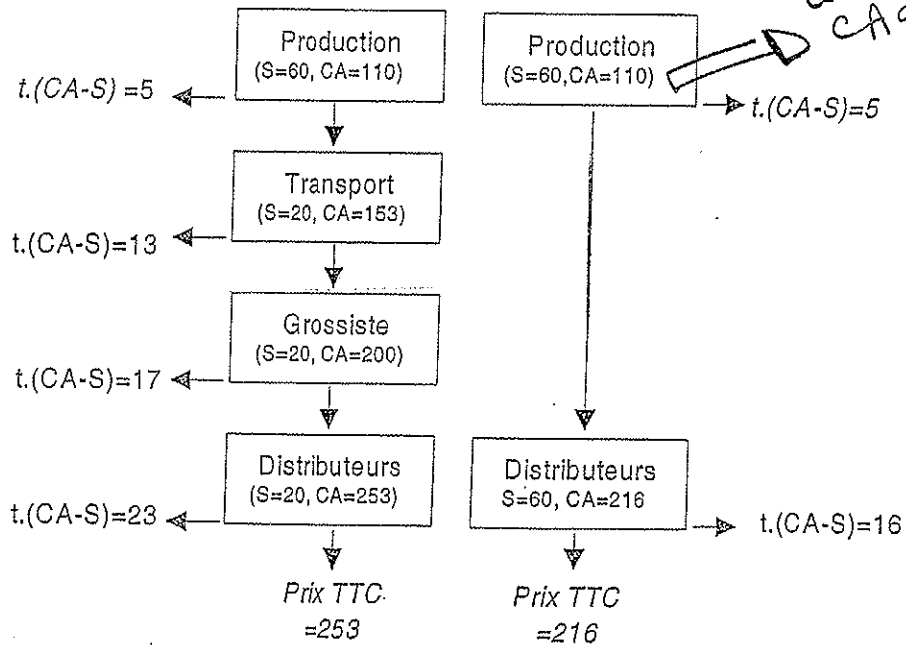 Production
(S=60, CA=110)
t.(CA-S) =5
Transport
(S=20, CA=153)
t.(CA-S)=13
Grossiste
(S=20, CA=200)
t.(CA-S)=17
Distributeurs
(S=20, CA=253)
t.(CA-S)=23
Prix TTC.
=253
Production
(S=60,CA=110)
t.(CA-S)=5
Distributeurs
S=60, CA=216
t.(CA-S)=16
Prix TTC
=216